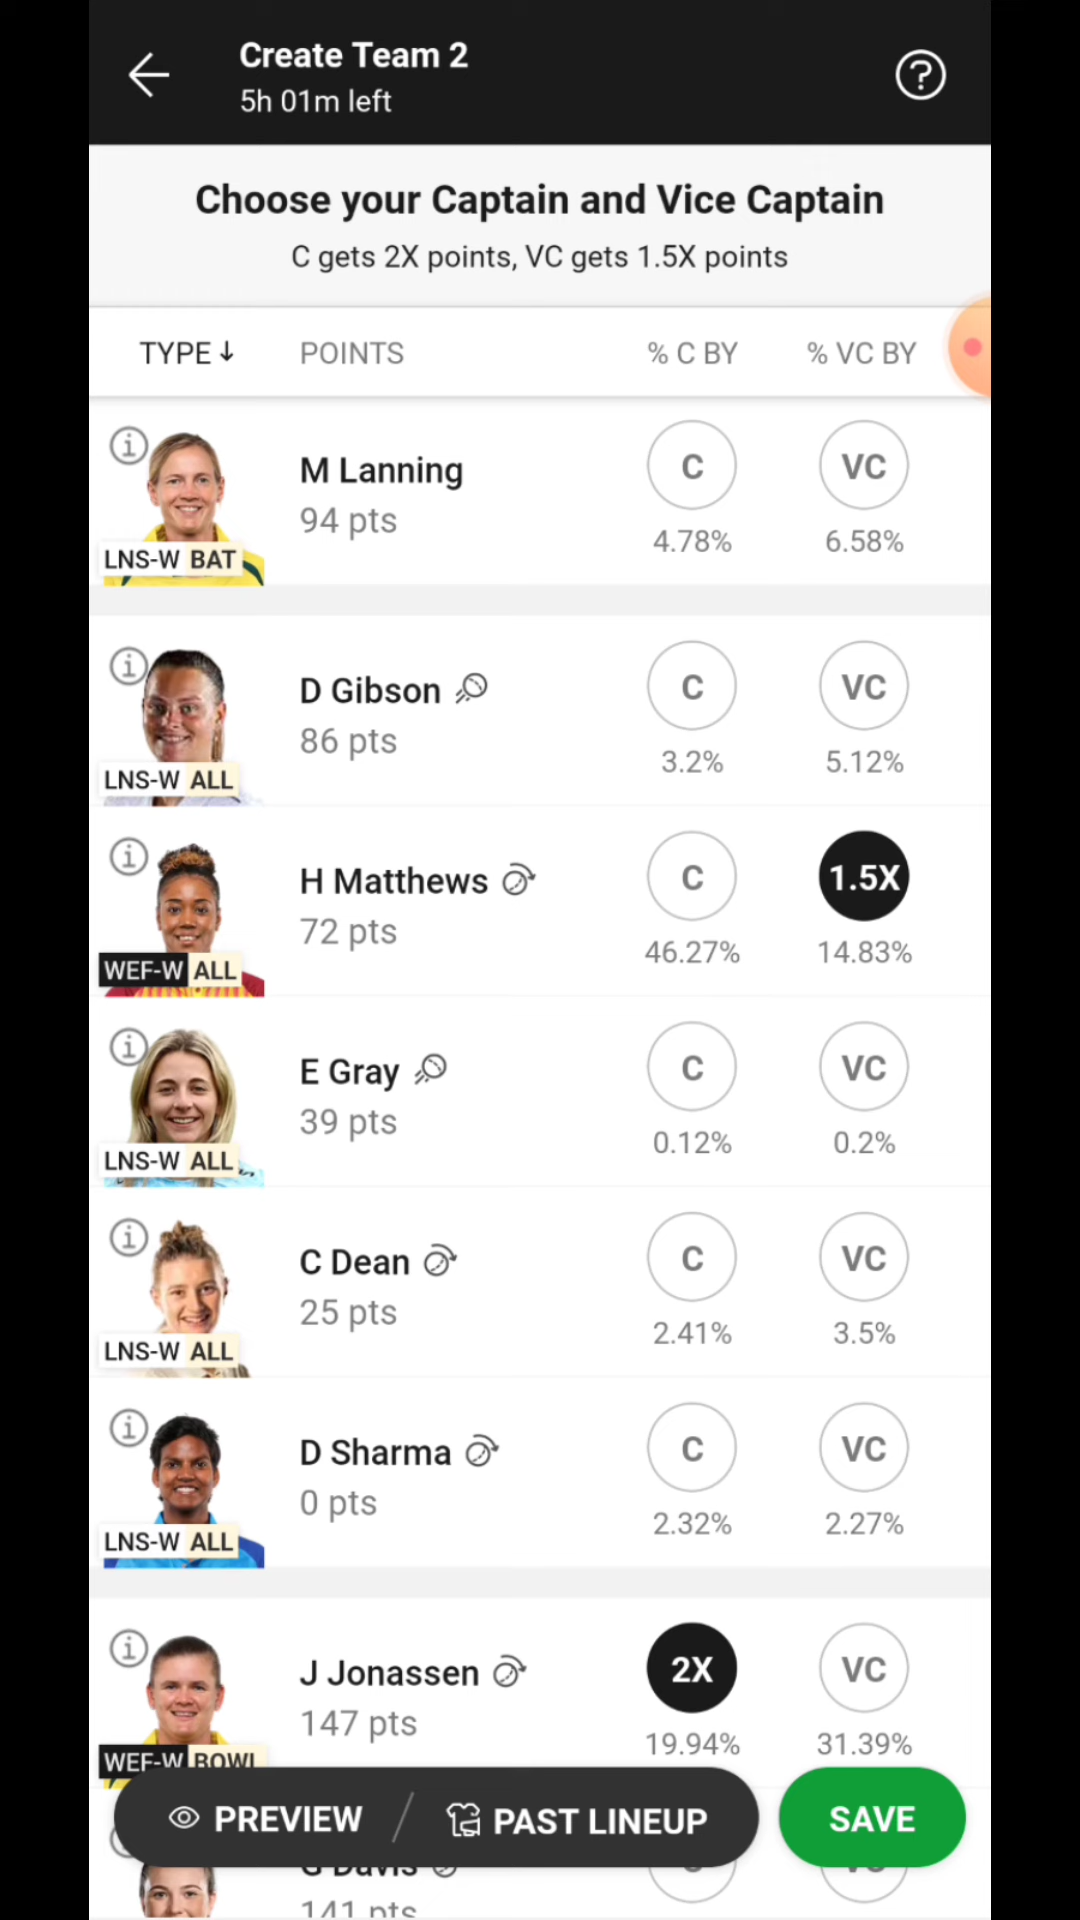 Create Team 2
5h 01m left
Choose your Captain and Vice Captain
C gets 2X points, VC gets 1.5X points
TYPE↓ POINTS % C BY % VC BY
M Lanning C VC
94 pts 4.78% 6.58%
LNS-W BAT
D Gibson C VC
86 pts 3.2% 5.12%
LNS-W ALL
H Matthews C 1.5X
72 pts 46.27% 14.83%
WEF-W ALL
E Gray C VC
39 pts 0.12% 0.2%
LNS-W ALL
C Dean C VC
25 pts 2.41% 3.5%
LNS-W ALL
D Sharma C VC
0 pts 2.32% 2.27%
LNS-W ALL
J Jonassen 2X VC
147 pts 19.94% 31.39%
WEF-W BOWL
PREVIEW / PAST LINEUP SAVE
G Davis C VC
141 pts